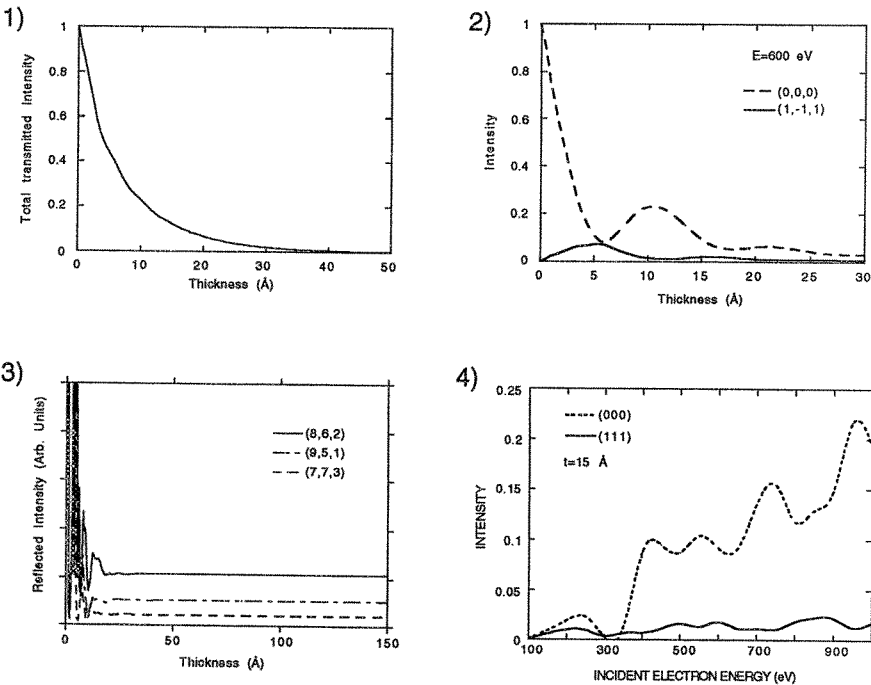 1)
Total transmitted Intensity
1
0.8
0.6
0.4
0.2
0
0 10 20 30 40 50
Thickness (Å)
2)
Intensity
1
0.8
0.6
0.4
0.2
0
E=600 eV
(0,0,0)
(1,-1,1)
0 5 10 15 20 25 30
Thickness (Å)
3)
Reflected Intensity (Arb. Units)
(8,6,2)
(9,5,1)
(7,7,3)
0 50 100 150
Thickness (Å)
4)
INTENSITY
0.25
0.2
0.15
0.1
0.05
0
(000)
(111)
t=15 Å
100 300 500 700 900
INCIDENT ELECTRON ENERGY (eV)